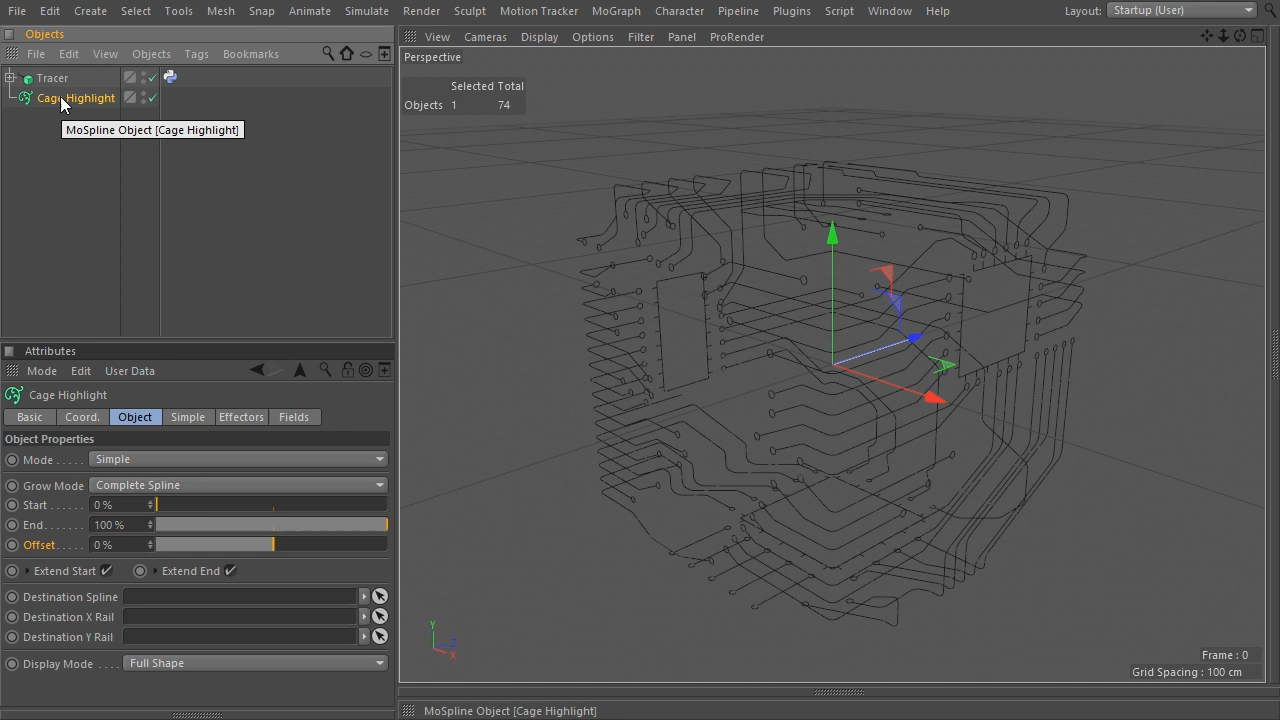 File Edit Create Select Tools Mesh Snap Animate Simulate Render Sculpt Motion Tracker MoGraph Character Pipeline Plugins Script Window Help Layout: Startup (User)
Objects
File Edit View Objects Tags Bookmarks
Tracer
Cage Highlight
MoSpline Object [Cage Highlight]
View Cameras Display Options Filter Panel ProRender
Perspective
Selected Total
Objects 1 74
Attributes
Mode Edit User Data
Cage Highlight
Basic Coord. Object Simple Effectors Fields
Object Properties
Mode . . . . . Simple
Grow Mode Complete Spline
Start . . . . . . 0 %
End . . . . . . . 100 %
Offset . . . . . 0 %
Extend Start Extend End
Destination Spline
Destination X Rail
Destination Y Rail
Display Mode . . . . Full Shape
Y
Z
X
Frame : 0
Grid Spacing : 100 cm
MoSpline Object [Cage Highlight]